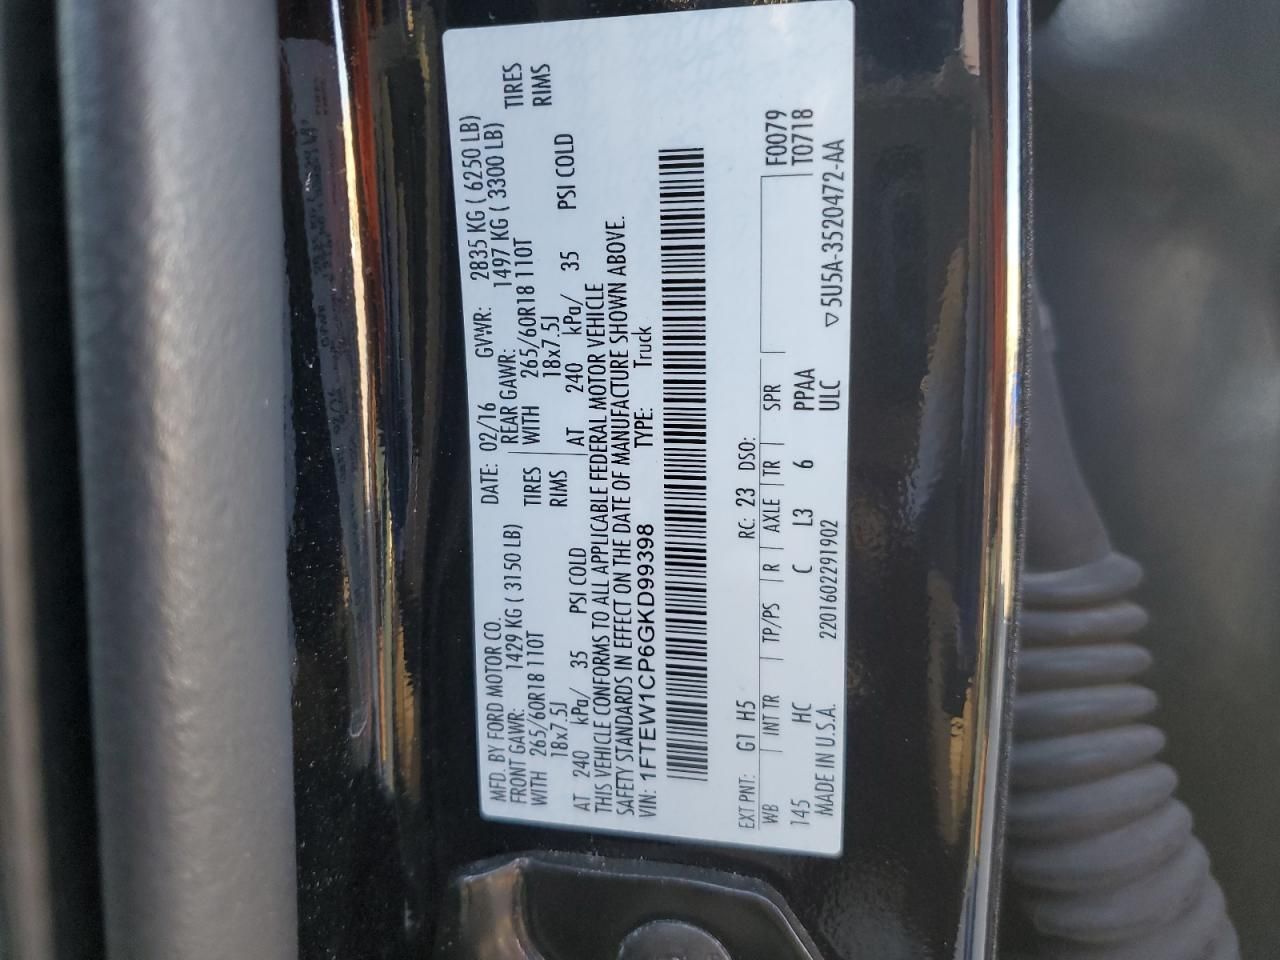 MFD. BY FORD MOTOR CO. DATE: 02/16 GVWR: 2835 KG ( 6250 LB)
FRONT GAWR: 1429 KG ( 3150 LB) REAR GAWR: 1497 KG ( 3300 LB)
WITH 265/60R18 110T TIRES WITH 265/60R18 110T TIRES
18x7.5J RIMS 18x7.5J RIMS
AT 240 kPa/ 35 PSI COLD AT 240 kPa/ 35 PSI COLD
THIS VEHICLE CONFORMS TO ALL APPLICABLE FEDERAL MOTOR VEHICLE
SAFETY STANDARDS IN EFFECT ON THE DATE OF MANUFACTURE SHOWN ABOVE.
VIN: 1FTEW1CP6GKD99398 TYPE: Truck
EXT PNT: G1 H5 RC: 23 DSO: F0079
WB INT TR TP/PS R AXLE TR SPR T0718
145 HC C L3 6 PPAA
MADE IN U.S.A. 2201602291902 ULC ▽ 5U5A-3520472-AA